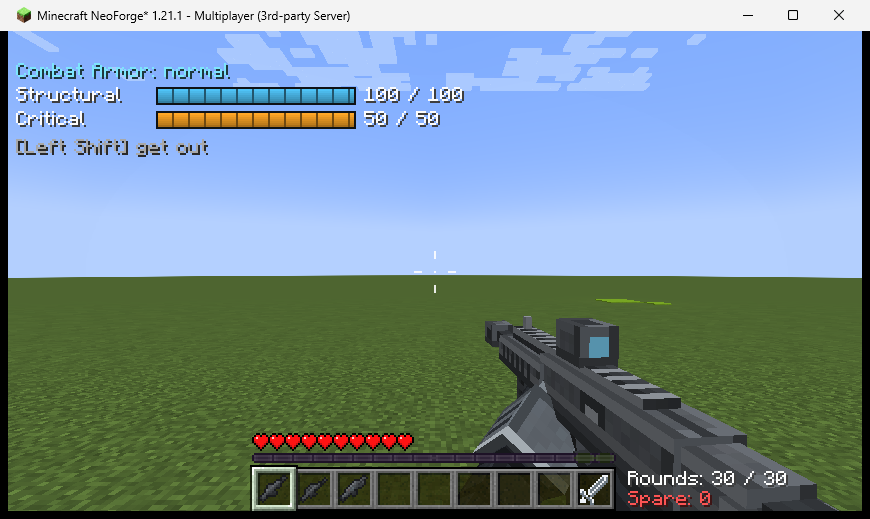 Minecraft NeoForge* 1.21.1 - Multiplayer (3rd-party Server)
Combat Armor: normal
Structural 100 / 100
Critical 50 / 50
[Left Shift] get out
Rounds: 30 / 30
Spare: 0